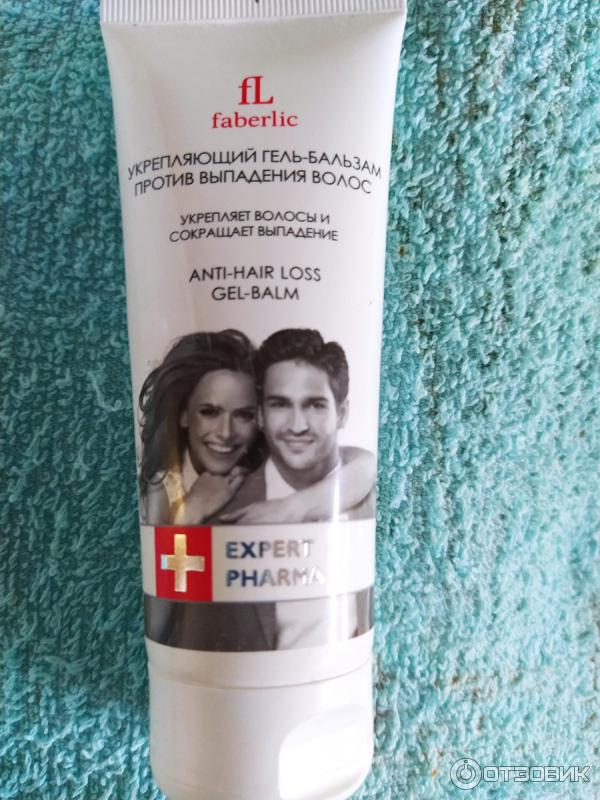 fL
faberlic
УКРЕПЛЯЮЩИЙ ГЕЛЬ-БАЛЬЗАМ
ПРОТИВ ВЫПАДЕНИЯ ВОЛОС
УКРЕПЛЯЕТ ВОЛОСЫ И
СОКРАЩАЕТ ВЫПАДЕНИЕ
ANTI-HAIR LOSS
GEL-BALM
EXPERT
PHARMA
ОТЗОВИК